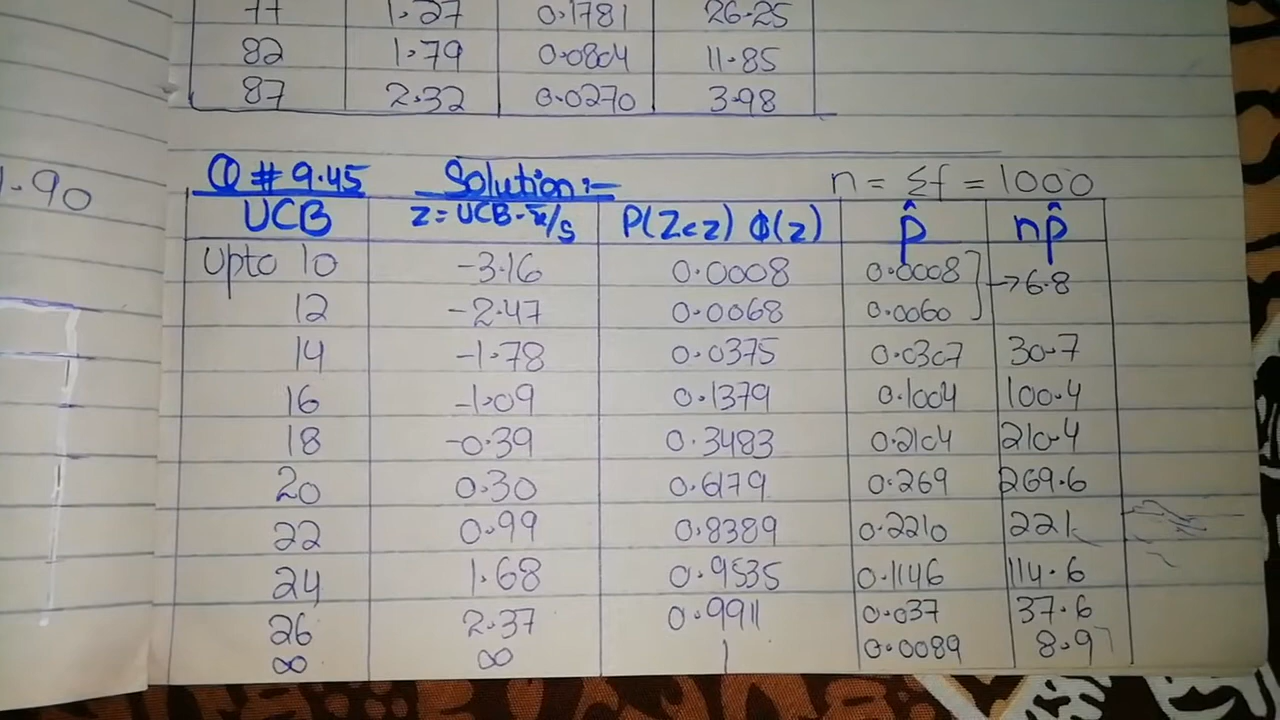 77 1.27 0.1781 26.25
82 1.79 0.0804 11.85
87 2.32 0.0270 3.98
1.90
Q # 9.45 Solution:- n = Σf = 1000
UCB z = UCB - x̄/s P(Z<z) φ(z) p̂ np̂
Upto 10 -3.16 0.0008 0.0008
→ 6.8
12 -2.47 0.0068 0.0060
14 -1.78 0.0375 0.0307 30.7
16 -1.09 0.1379 0.1004 100.4
18 -0.39 0.3483 0.2104 210.4
20 0.30 0.6179 0.269 269.6
22 0.99 0.8389 0.2210 221
24 1.68 0.9535 0.1146 114.6
26 2.37 0.9911 0.037 37.6
∞ ∞ 1 0.0089 8.9